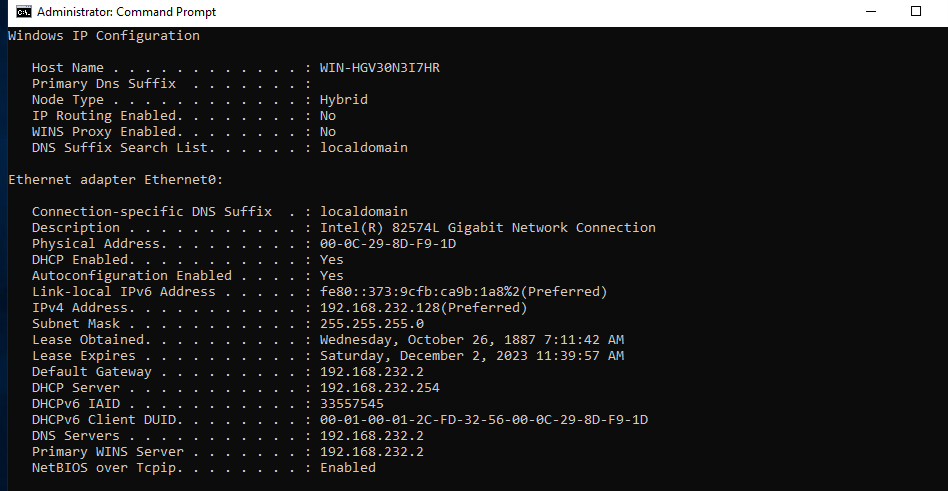 Administrator: Command Prompt
Windows IP Configuration
Host Name . . . . . . . . . . . . : WIN-HGV30N3I7HR
Primary Dns Suffix . . . . . . . :
Node Type . . . . . . . . . . . . : Hybrid
IP Routing Enabled. . . . . . . . : No
WINS Proxy Enabled. . . . . . . . : No
DNS Suffix Search List. . . . . . : localdomain
Ethernet adapter Ethernet0:
Connection-specific DNS Suffix . : localdomain
Description . . . . . . . . . . . : Intel(R) 82574L Gigabit Network Connection
Physical Address. . . . . . . . . : 00-0C-29-8D-F9-1D
DHCP Enabled. . . . . . . . . . . : Yes
Autoconfiguration Enabled . . . . : Yes
Link-local IPv6 Address . . . . . : fe80::373:9cfb:ca9b:1a8%2(Preferred)
IPv4 Address. . . . . . . . . . . : 192.168.232.128(Preferred)
Subnet Mask . . . . . . . . . . . : 255.255.255.0
Lease Obtained. . . . . . . . . . : Wednesday, October 26, 1887 7:11:42 AM
Lease Expires . . . . . . . . . . : Saturday, December 2, 2023 11:39:57 AM
Default Gateway . . . . . . . . . : 192.168.232.2
DHCP Server . . . . . . . . . . . : 192.168.232.254
DHCPv6 IAID . . . . . . . . . . . : 33557545
DHCPv6 Client DUID. . . . . . . . : 00-01-00-01-2C-FD-32-56-00-0C-29-8D-F9-1D
DNS Servers . . . . . . . . . . . : 192.168.232.2
Primary WINS Server . . . . . . . : 192.168.232.2
NetBIOS over Tcpip. . . . . . . . : Enabled